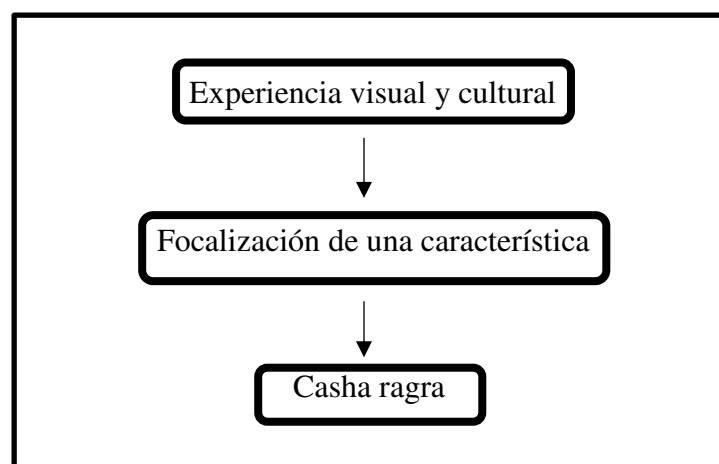 Experiencia visual y cultural
Focalización de una característica
Casha ragra